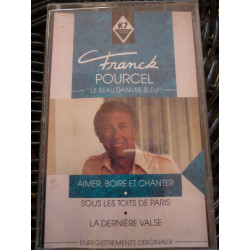 K7
Franck
POURCEL
"LE BEAU DANUBE BLEU"
AIMER, BOIRE ET CHANTER
SOUS LES TOITS DE PARIS
LA DERNIÈRE VALSE
ENREGISTREMENTS ORIGINAUX